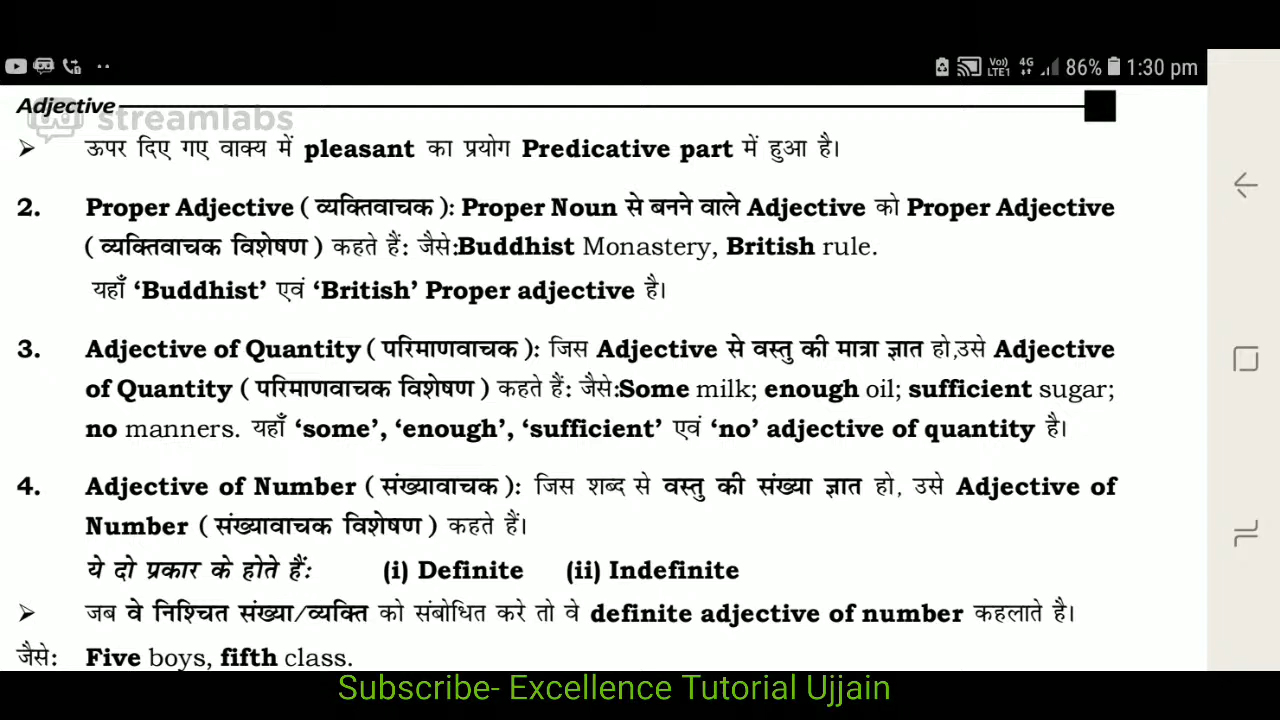 86% 1:30 pm
Adjective
streamlabs
➢ ऊपर दिए गए वाक्य में pleasant का प्रयोग Predicative part में हुआ है।
2. Proper Adjective (व्यक्तिवाचक): Proper Noun से बनने वाले Adjective को Proper Adjective
(व्यक्तिवाचक विशेषण) कहते हैं: जैसे:Buddhist Monastery, British rule.
यहाँ ‘Buddhist’ एवं ‘British’ Proper adjective है।
3. Adjective of Quantity (परिमाणवाचक): जिस Adjective से वस्तु की मात्रा ज्ञात हो,उसे Adjective
of Quantity (परिमाणवाचक विशेषण) कहते हैं: जैसे:Some milk; enough oil; sufficient sugar;
no manners. यहाँ ‘some’, ‘enough’, ‘sufficient’ एवं ‘no’ adjective of quantity है।
4. Adjective of Number (संख्यावाचक): जिस शब्द से वस्तु की संख्या ज्ञात हो, उसे Adjective of
Number (संख्यावाचक विशेषण) कहते हैं।
ये दो प्रकार के होते हैं: (i) Definite (ii) Indefinite
➢ जब वे निश्चित संख्या/व्यक्ति को संबोधित करे तो वे definite adjective of number कहलाते है।
जैसे: Five boys, fifth class.
Subscribe- Excellence Tutorial Ujjain